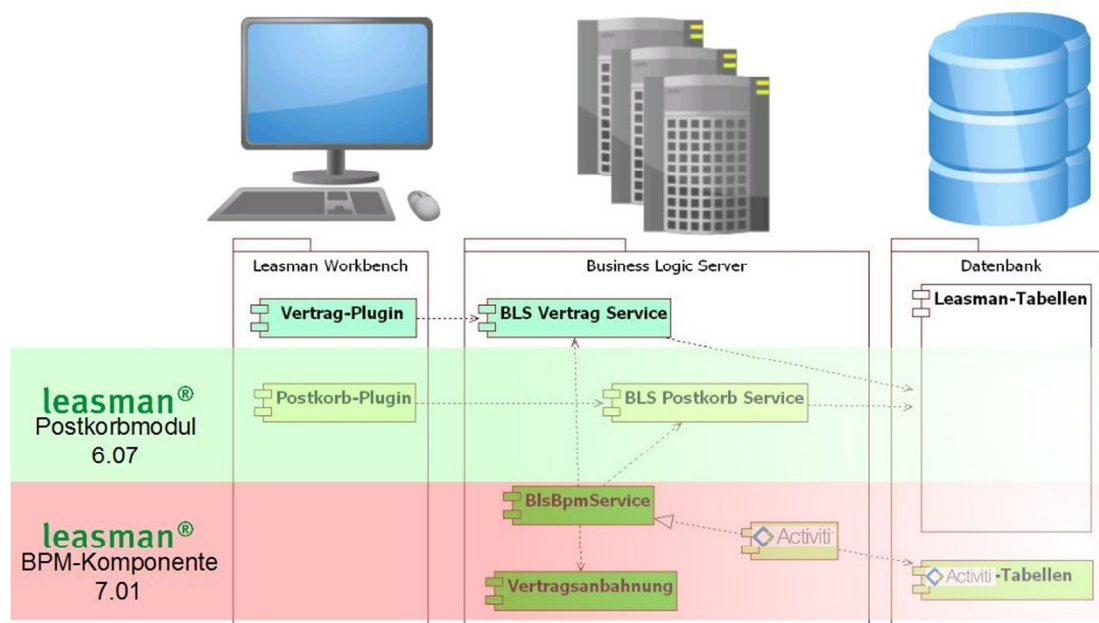 Leasman Workbench
Business Logic Server
Datenbank
Vertrag-Plugin
BLS Vertrag Service
Leasman-Tabellen
leasman®
Postkorbmodul
6.07
Postkorb-Plugin
BLS Postkorb Service
leasman®
BPM-Komponente
7.01
BlsBpmService
Activiti
Vertragsanbahnung
Activiti-Tabellen